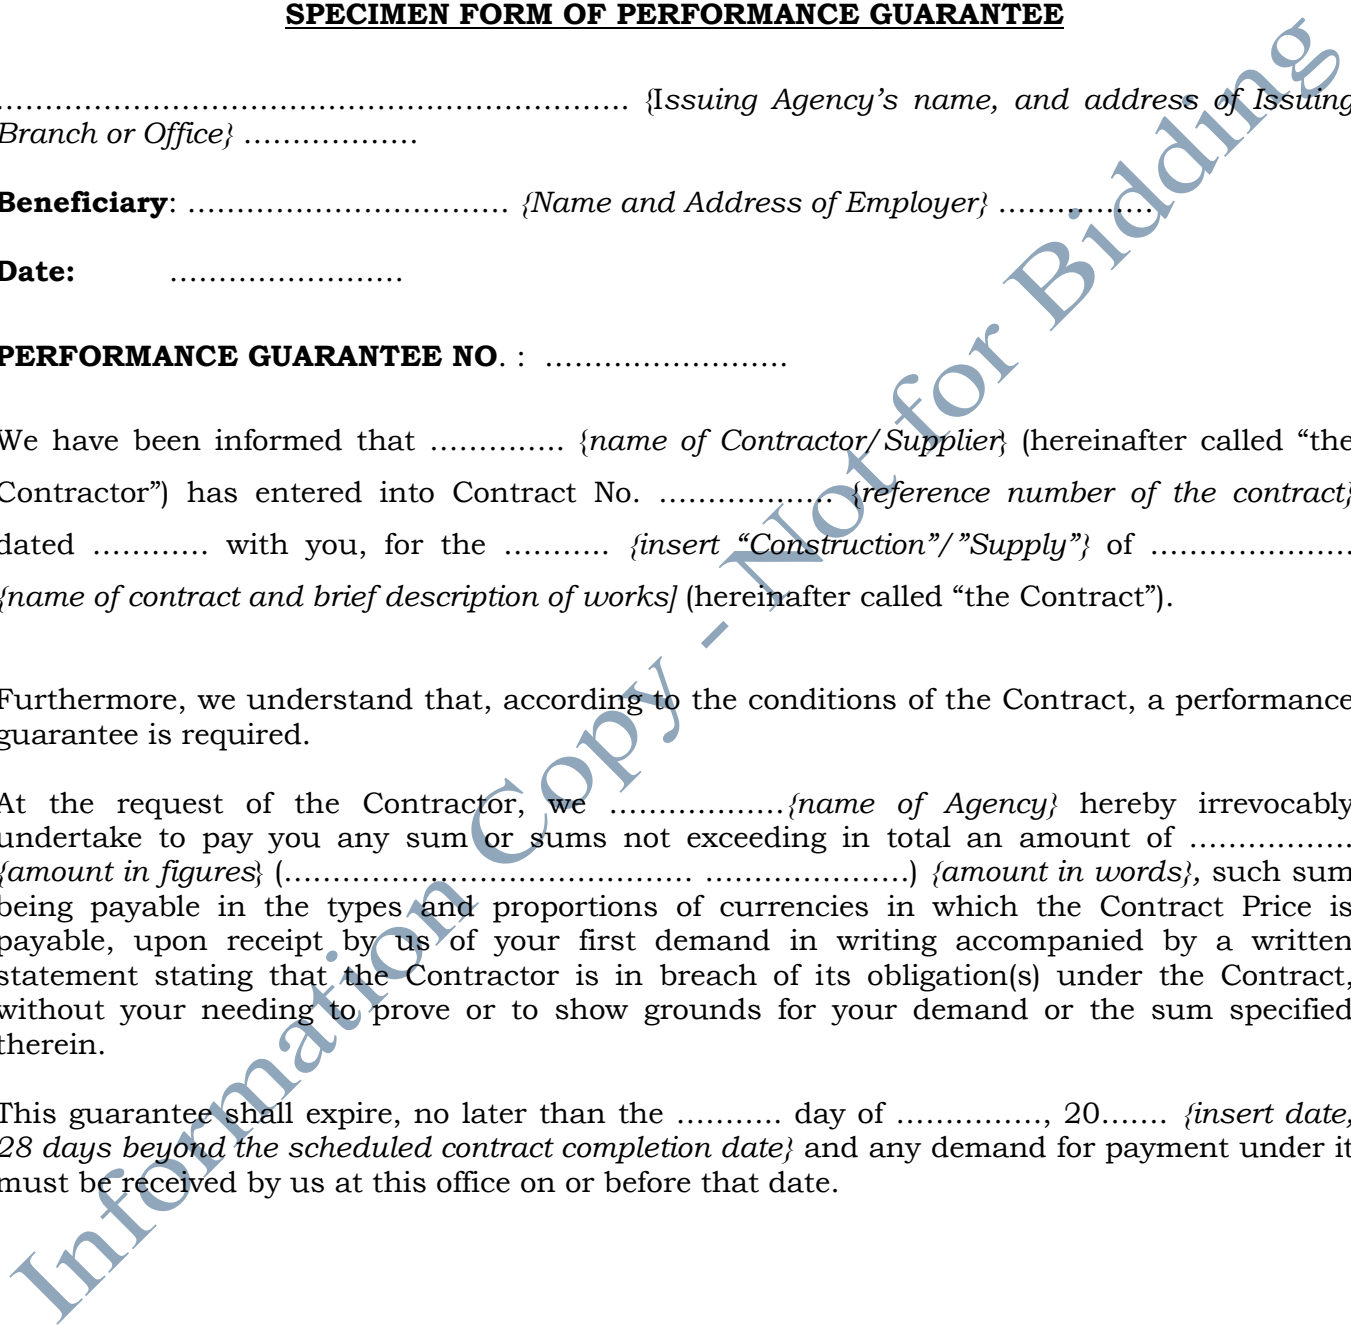 SPECIMEN FORM OF PERFORMANCE GUARANTEE
…………………………………………………………. {Issuing Agency’s name, and address of Issuing
Branch or Office} ………………
Beneficiary: …………………………… {Name and Address of Employer} …………….
Date: ……………………
PERFORMANCE GUARANTEE NO. : …………………….
We have been informed that ………….. {name of Contractor/Supplier} (hereinafter called “the
Contractor”) has entered into Contract No. ……………… {reference number of the contract}
dated ………… with you, for the ……….. {insert “Construction”/”Supply”} of …………………
{name of contract and brief description of works] (hereinafter called “the Contract”).
Furthermore, we understand that, according to the conditions of the Contract, a performance
guarantee is required.
At the request of the Contractor, we ………………{name of Agency} hereby irrevocably
undertake to pay you any sum or sums not exceeding in total an amount of ……………..
{amount in figures} (…………………………………… …………………) {amount in words}, such sum
being payable in the types and proportions of currencies in which the Contract Price is
payable, upon receipt by us of your first demand in writing accompanied by a written
statement stating that the Contractor is in breach of its obligation(s) under the Contract,
without your needing to prove or to show grounds for your demand or the sum specified
therein.
This guarantee shall expire, no later than the ……….. day of ……………, 20……. {insert date,
28 days beyond the scheduled contract completion date} and any demand for payment under it
must be received by us at this office on or before that date.
Information Copy - Not for Bidding